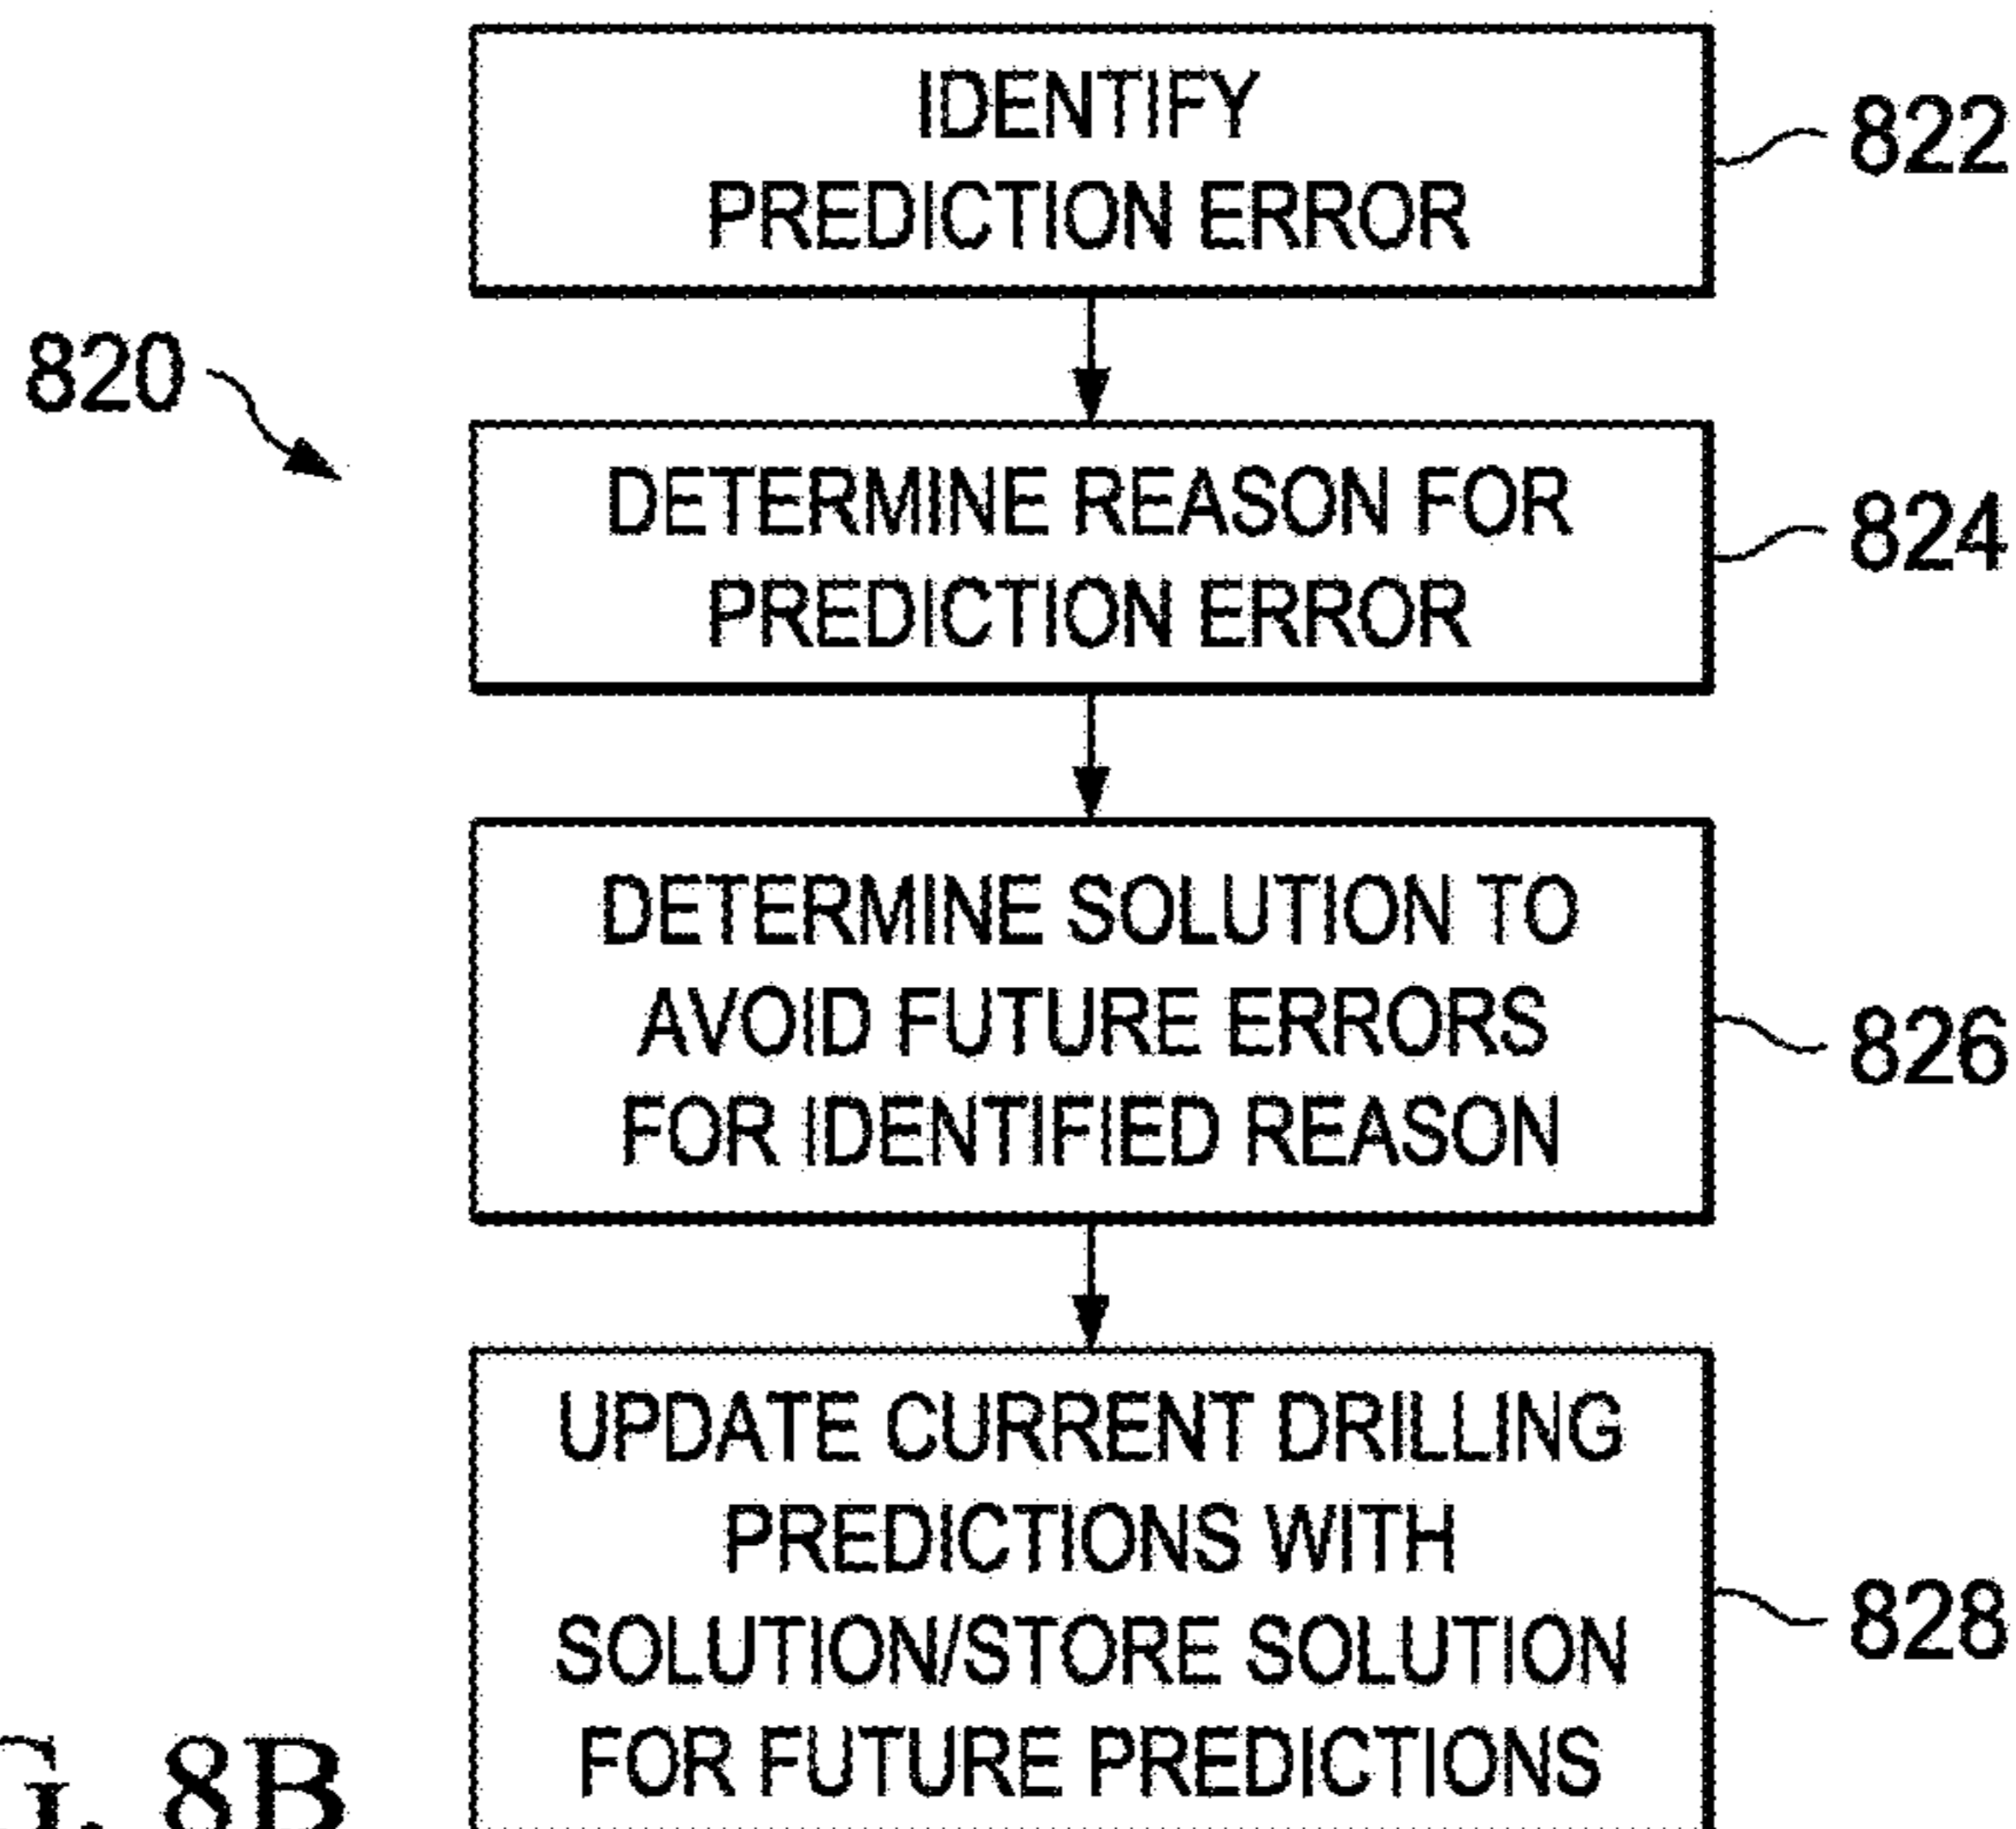 IDENTIFY
PREDICTION ERROR
822
820
DETERMINE REASON FOR
PREDICTION ERROR
824
DETERMINE SOLUTION TO
AVOID FUTURE ERRORS
FOR IDENTIFIED REASON
826
UPDATE CURRENT DRILLING
PREDICTIONS WITH
SOLUTION/STORE SOLUTION
FOR FUTURE PREDICTIONS
828
G. 8B